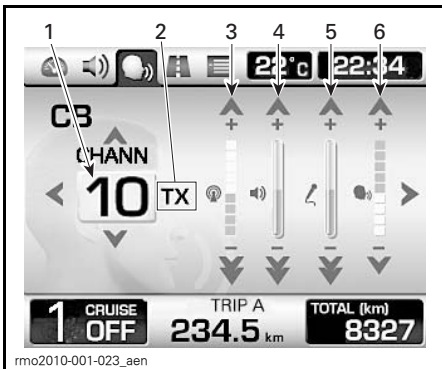 1 2 3 4 5 6
22°C 22:34
CB
+ + + +
CHANN
10 TX
- - - -
1 CRUISE OFF
TRIP A
234.5 km
TOTAL (km)
8327
rmo2010-001-023_aen